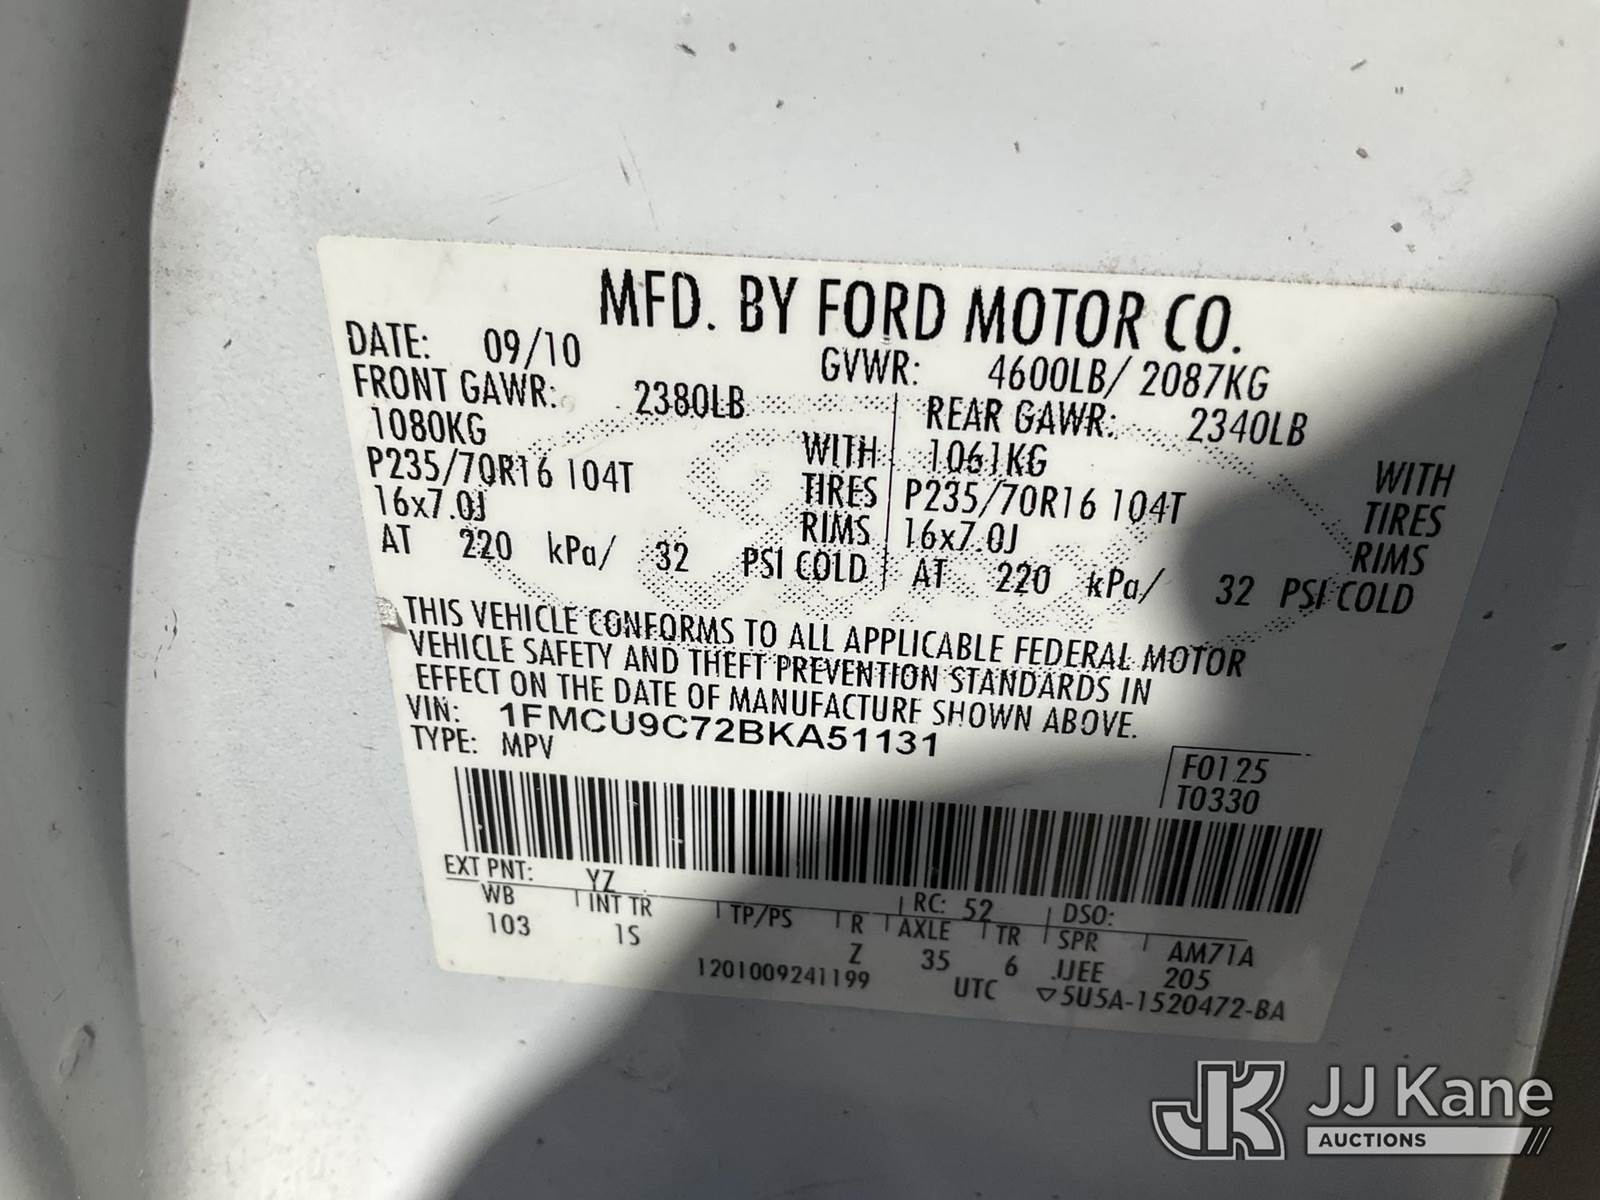 MFD. BY FORD MOTOR CO.
DATE: 09/10 GVWR: 4600LB/ 2087KG
FRONT GAWR: 2380LB REAR GAWR: 2340LB
1080KG WITH 1061KG WITH
P235/70R16 104T TIRES P235/70R16 104T TIRES
16x7.0J RIMS 16x7.0J RIMS
AT 220 kPa/ 32 PSI COLD AT 220 kPa/ 32 PSI COLD
THIS VEHICLE CONFORMS TO ALL APPLICABLE FEDERAL MOTOR
VEHICLE SAFETY AND THEFT PREVENTION STANDARDS IN
EFFECT ON THE DATE OF MANUFACTURE SHOWN ABOVE.
VIN: 1FMCU9C72BKA51131
TYPE: MPV
F0125
T0330
EXT PNT: YZ RC: 52 DSO:
WB INT TR TP/PS R AXLE TR SPR AM71A
103 1S Z 35 6 JJEE 205
1201009241199 UTC ▽5U5A-1520472-BA
JK JJ Kane
AUCTIONS